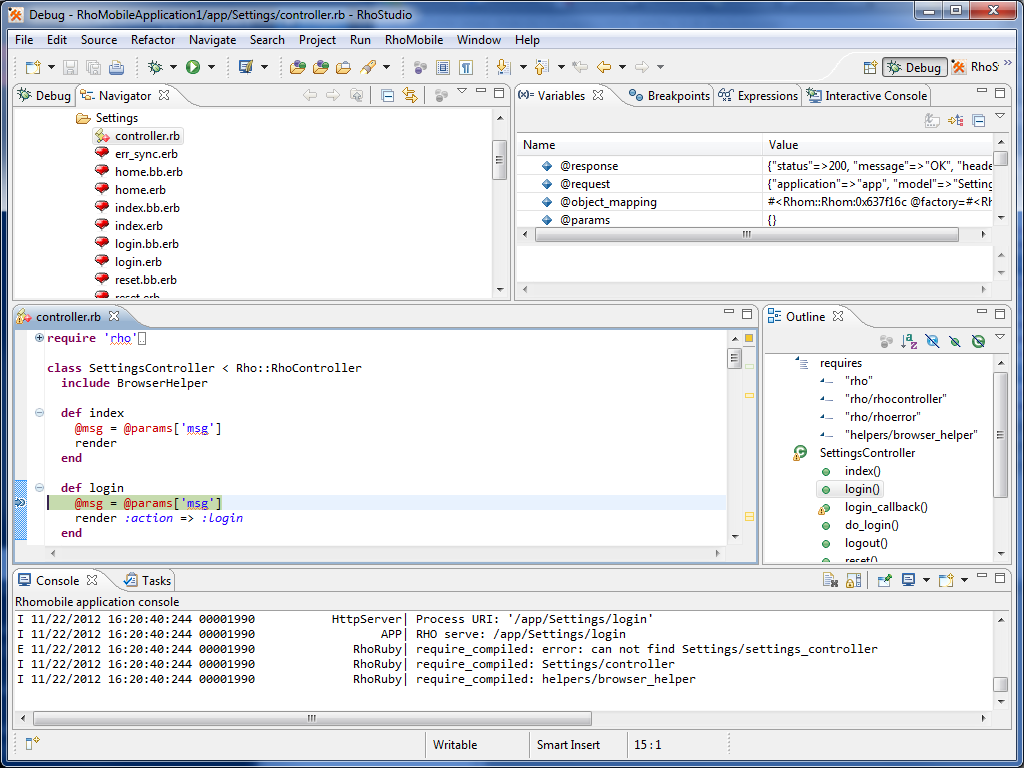 Debug - RhoMobileApplication1/app/Settings/controller.rb - RhoStudio
File Edit Source Refactor Navigate Search Project Run RhoMobile Window Help
Debug RhoS
Debug Navigator
Settings
controller.rb
err_sync.erb
home.bb.erb
home.erb
index.bb.erb
index.erb
login.bb.erb
login.erb
reset.bb.erb
reset.erb
(x)= Variables Breakpoints Expressions Interactive Console
Name Value
@response {"status"=>200, "message"=>"OK", "heade
@request {"application"=>"app", "model"=>"Setting
@object_mapping #<Rhom::Rhom:0x637f16c @factory=#<Rh
@params {}
controller.rb
require 'rho'
class SettingsController < Rho::RhoController
include BrowserHelper
def index
@msg = @params['msg']
render
end
def login
@msg = @params['msg']
render :action => :login
end
Outline
requires
"rho"
"rho/rhocontroller"
"rho/rhoerror"
"helpers/browser_helper"
SettingsController
index()
login()
login_callback()
do_login()
logout()
reset()
Console Tasks
Rhomobile application console
I 11/22/2012 16:20:40:244 00001990 HttpServer| Process URI: '/app/Settings/login'
I 11/22/2012 16:20:40:244 00001990 APP| RHO serve: /app/Settings/login
E 11/22/2012 16:20:40:244 00001990 RhoRuby| require_compiled: error: can not find Settings/settings_controller
I 11/22/2012 16:20:40:244 00001990 RhoRuby| require_compiled: Settings/controller
I 11/22/2012 16:20:40:244 00001990 RhoRuby| require_compiled: helpers/browser_helper
Writable Smart Insert 15 : 1